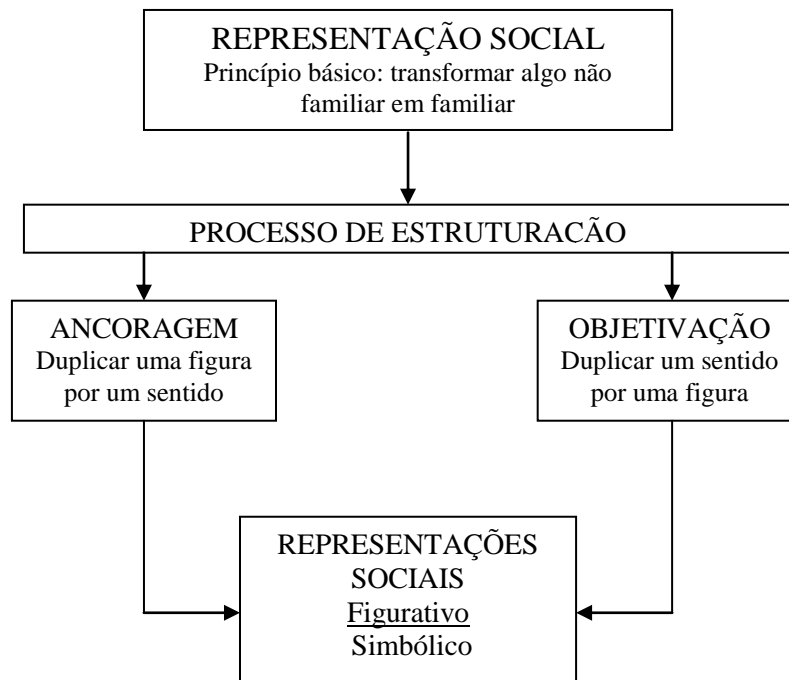 REPRESENTAÇÃO SOCIAL
Princípio básico: transformar algo não
familiar em familiar
PROCESSO DE ESTRUTURACÃO
ANCORAGEM
Duplicar uma figura
por um sentido
OBJETIVAÇÃO
Duplicar um sentido
por uma figura
REPRESENTAÇÕES
SOCIAIS
Figurativo
Simbólico